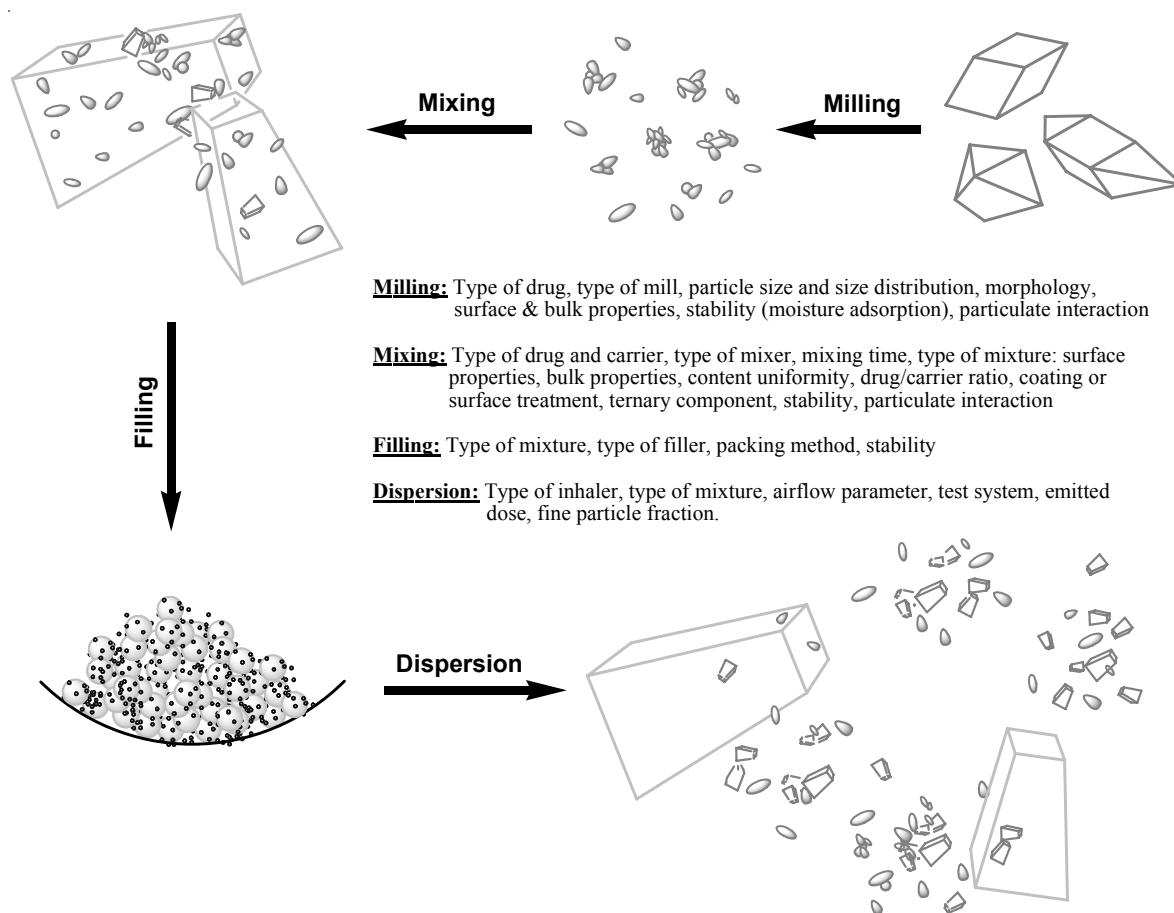 Mixing
Milling
Milling: Type of drug, type of mill, particle size and size distribution, morphology,
surface & bulk properties, stability (moisture adsorption), particulate interaction
Mixing: Type of drug and carrier, type of mixer, mixing time, type of mixture: surface
properties, bulk properties, content uniformity, drug/carrier ratio, coating or
surface treatment, ternary component, stability, particulate interaction
Filling
Filling: Type of mixture, type of filler, packing method, stability
Dispersion: Type of inhaler, type of mixture, airflow parameter, test system, emitted
dose, fine particle fraction.
Dispersion